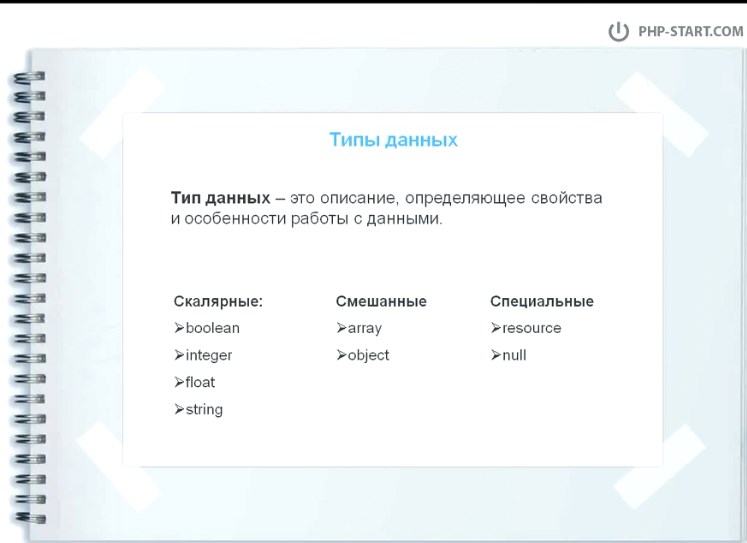 PHP-START.COM
Типы данных
Тип данных – это описание, определяющее свойства
и особенности работы с данными.
Скалярные:
➢boolean
➢integer
➢float
➢string
Смешанные
➢array
➢object
Специальные
➢resource
➢null